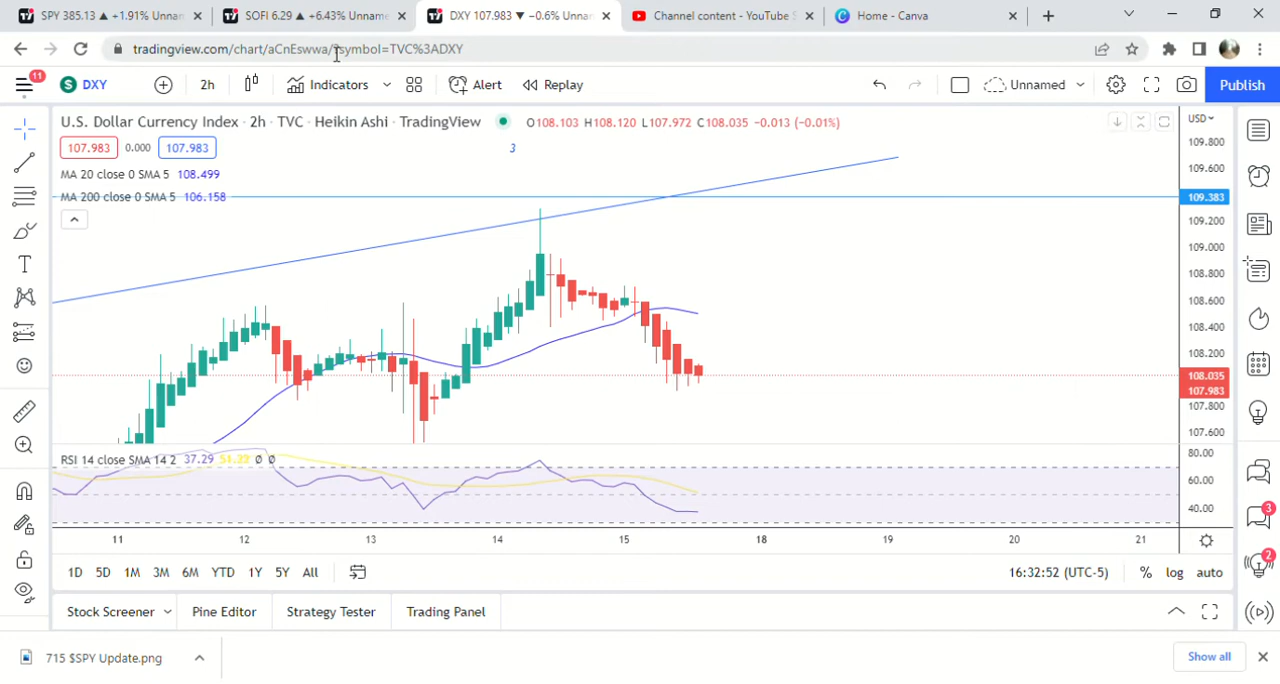 SPY 385.13 ▲ +1.91% Unnan
SOFI 6.29 ▲ +6.43% Unname
DXY 107.983 ▼ −0.6% Unna
Channel content - YouTube S
Home - Canva
tradingview.com/chart/aCnEswwa/?symbol=TVC%3ADXY
11
DXY
2h
Indicators
Alert
Replay
Unnamed
Publish
U.S. Dollar Currency Index · 2h · TVC · Heikin Ashi · TradingView
O108.103 H108.120 L107.972 C108.035 −0.013 (−0.01%)
USD
107.983
0.000
107.983
3
MA 20 close 0 SMA 5 108.499
MA 200 close 0 SMA 5 106.158
109.800
109.600
109.383
109.200
109.000
108.800
108.600
108.400
108.200
108.035
107.983
107.800
107.600
RSI 14 close SMA 14 2 37.29 51.39 Ø Ø
80.00
60.00
40.00
11 12 13 14 15 18 19 20 21
1D 5D 1M 3M 6M YTD 1Y 5Y All
16:32:52 (UTC-5)
% log auto
Stock Screener
Pine Editor
Strategy Tester
Trading Panel
3
2
715 $SPY Update.png
Show all